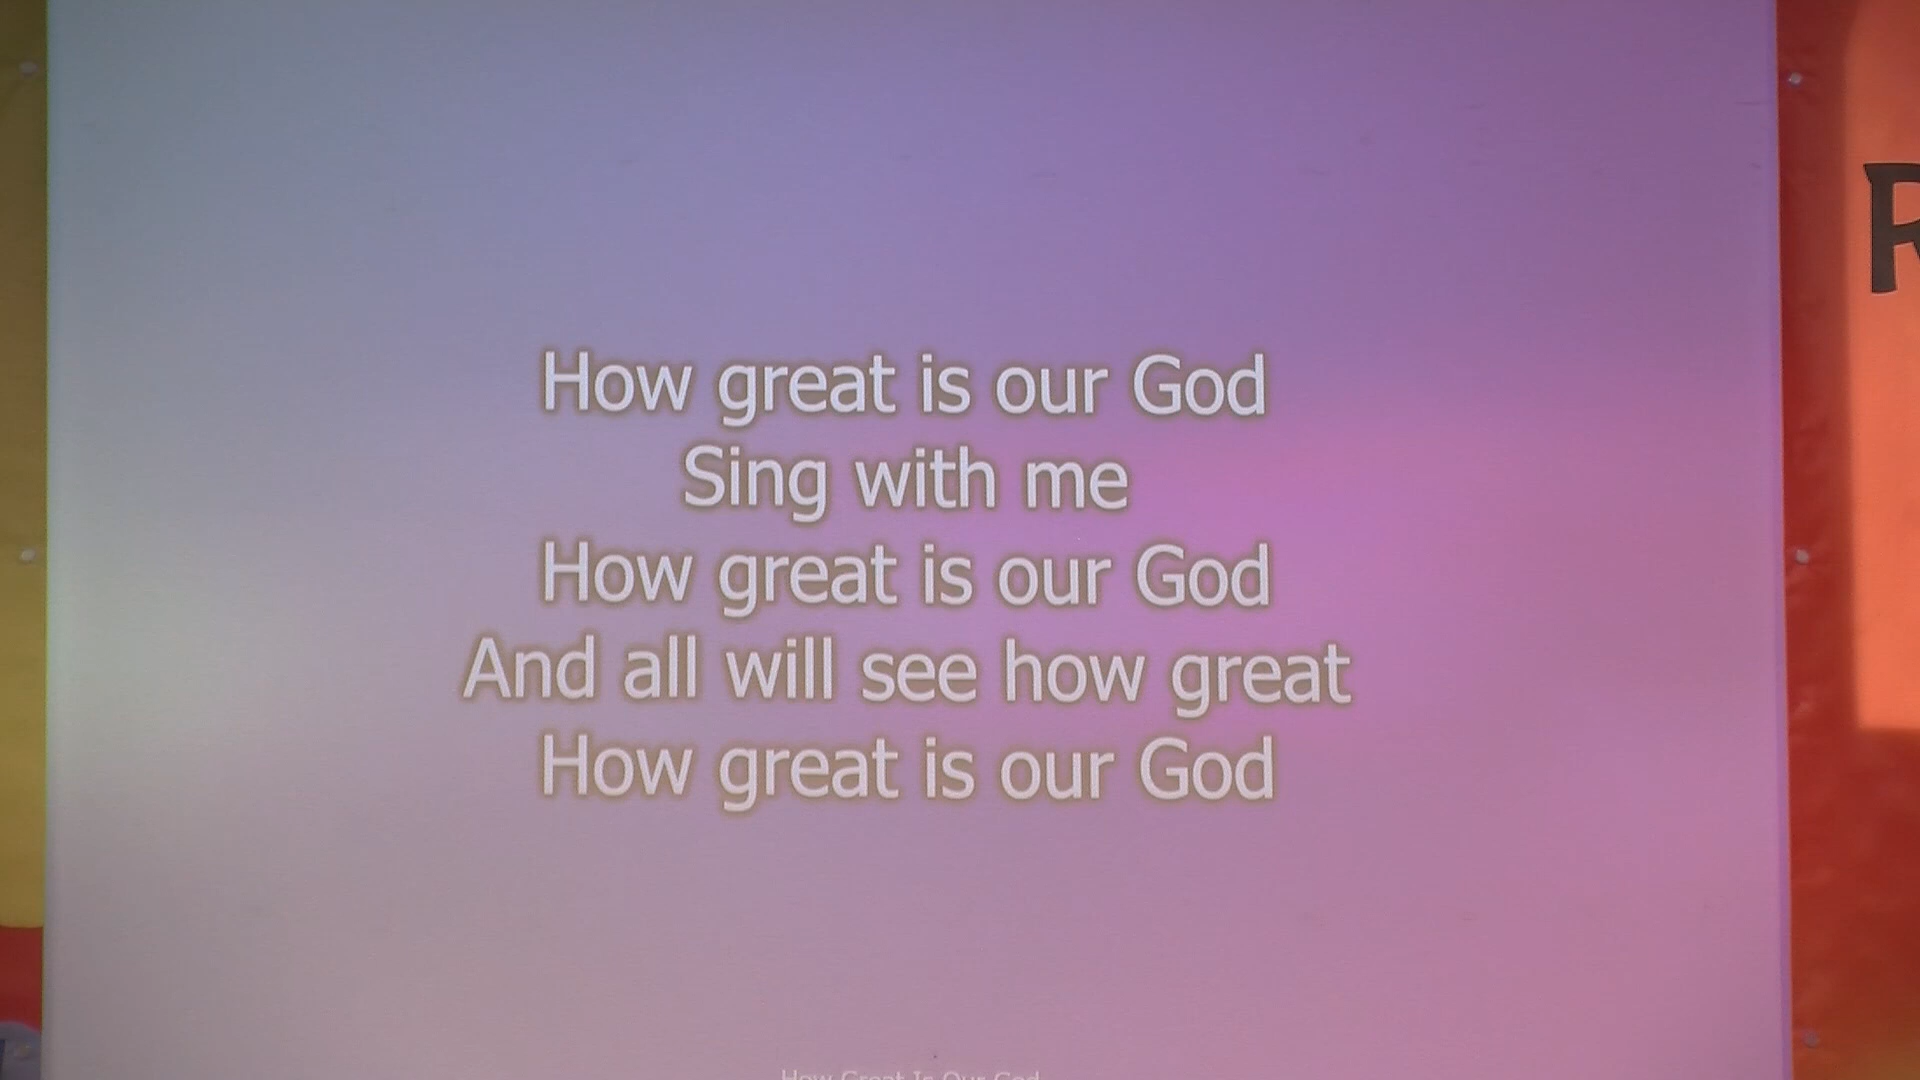 How great is our God
Sing with me
How great is our God
And all will see how great
How great is our God
How Great Is Our God
R